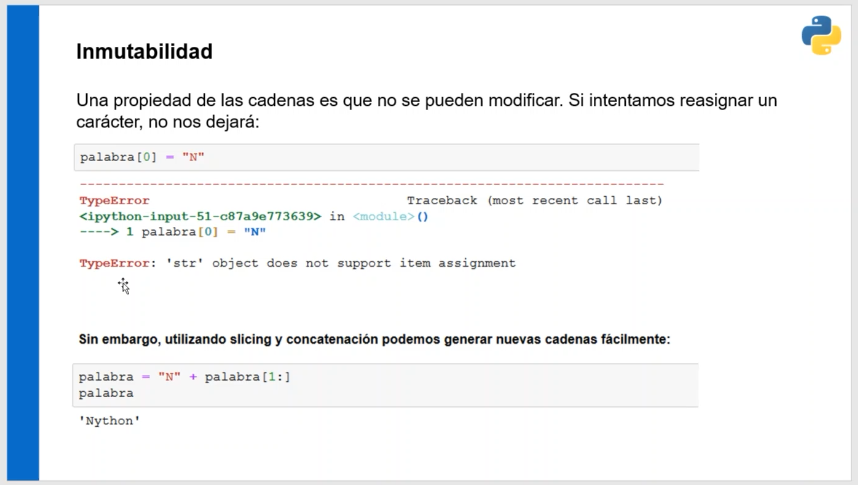 Inmutabilidad
Una propiedad de las cadenas es que no se pueden modificar. Si intentamos reasignar un
carácter, no nos dejará:
palabra[0] = "N"
---------------------------------------------------------------------------
TypeError                                 Traceback (most recent call last)
<ipython-input-51-c87a9e773639> in <module>()
----> 1 palabra[0] = "N"
TypeError: 'str' object does not support item assignment
Sin embargo, utilizando slicing y concatenación podemos generar nuevas cadenas fácilmente:
palabra = "N" + palabra[1:]
palabra
'Nython'